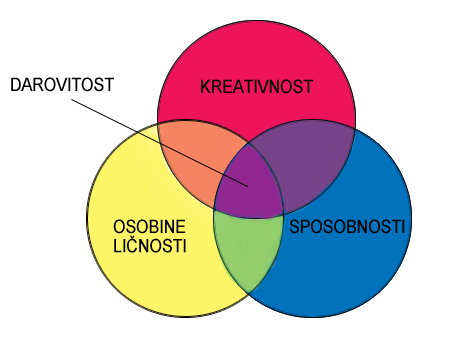 DAROVITOST
KREATIVNOST
OSOBINE
LIČNOSTI
SPOSOBNOSTI